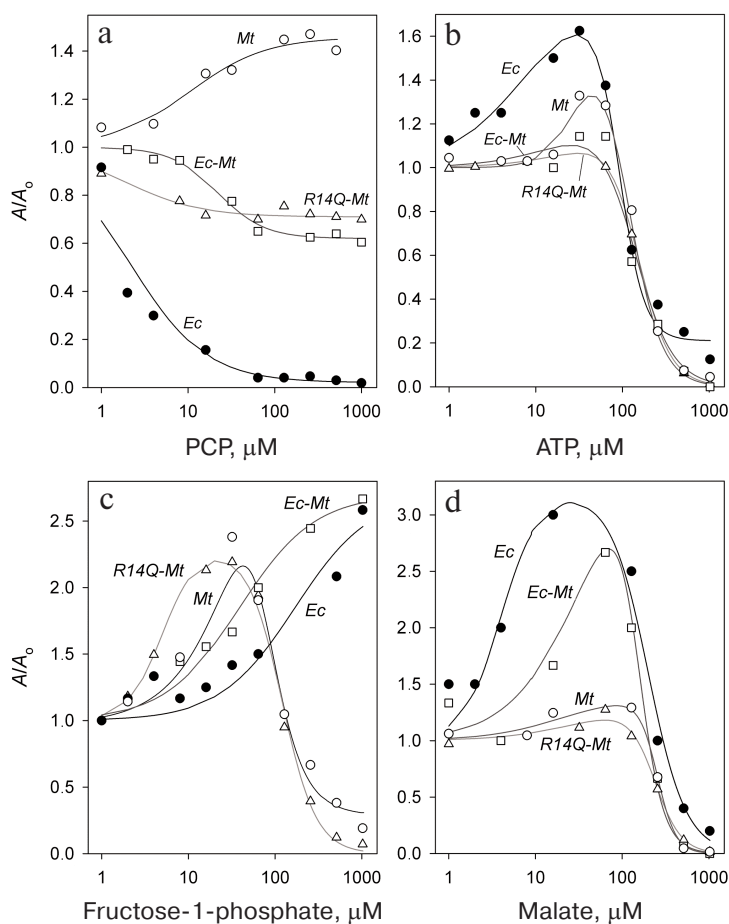 a
1.4
1.2
1.0
0.8
0.6
0.4
0.2
0.0
A/Ao
Mt
Ec-Mt
R14Q-Mt
Ec
1 10 100 1000
PCP, μM
b
1.6
1.4
1.2
1.0
0.8
0.6
0.4
0.2
0.0
Ec
Mt
Ec-Mt
R14Q-Mt
1 10 100 1000
ATP, μM
c
2.5
2.0
1.5
1.0
0.5
0.0
A/Ao
Ec-Mt
R14Q-Mt
Mt
Ec
1 10 100 1000
Fructose-1-phosphate, μM
d
3.0
2.5
2.0
1.5
1.0
0.5
0.0
Ec
Ec-Mt
Mt
R14Q-Mt
1 10 100 1000
Malate, μM